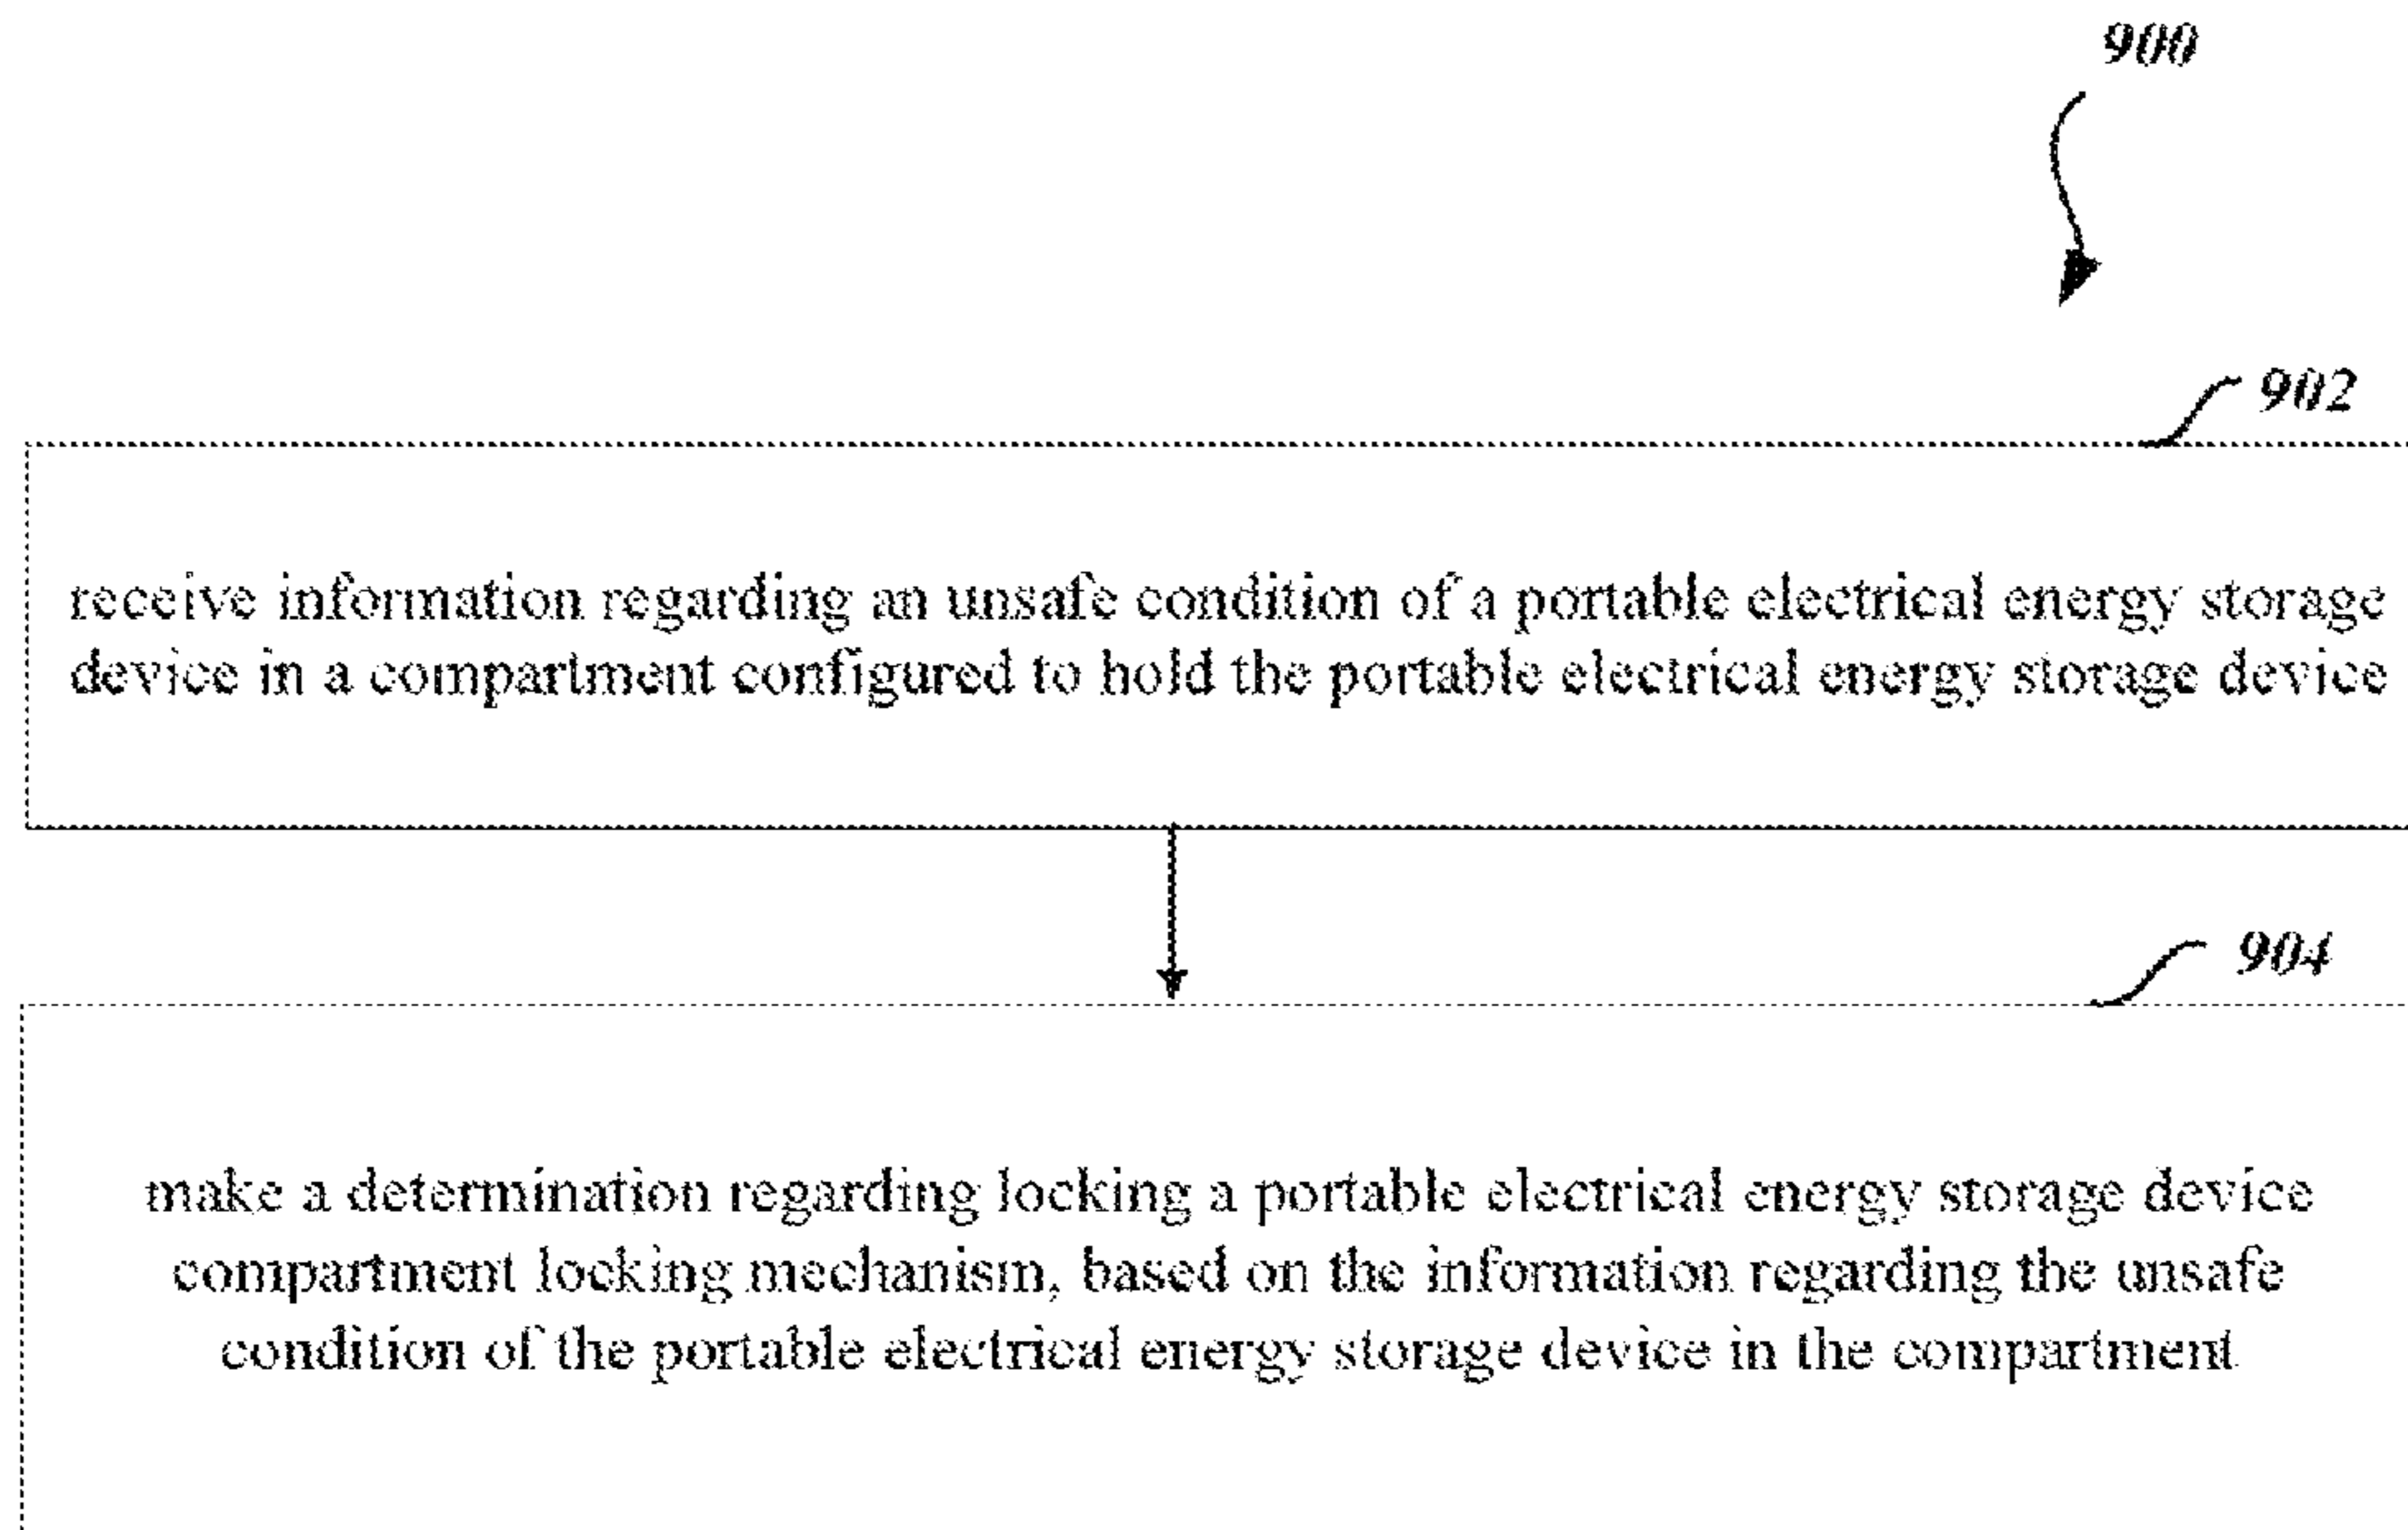 900
902
receive information regarding an unsafe condition of a portable electrical energy storage
device in a compartment configured to hold the portable electrical energy storage device
904
make a determination regarding locking a portable electrical energy storage device
compartment locking mechanism, based on the information regarding the unsafe
condition of the portable electrical energy storage device in the compartment